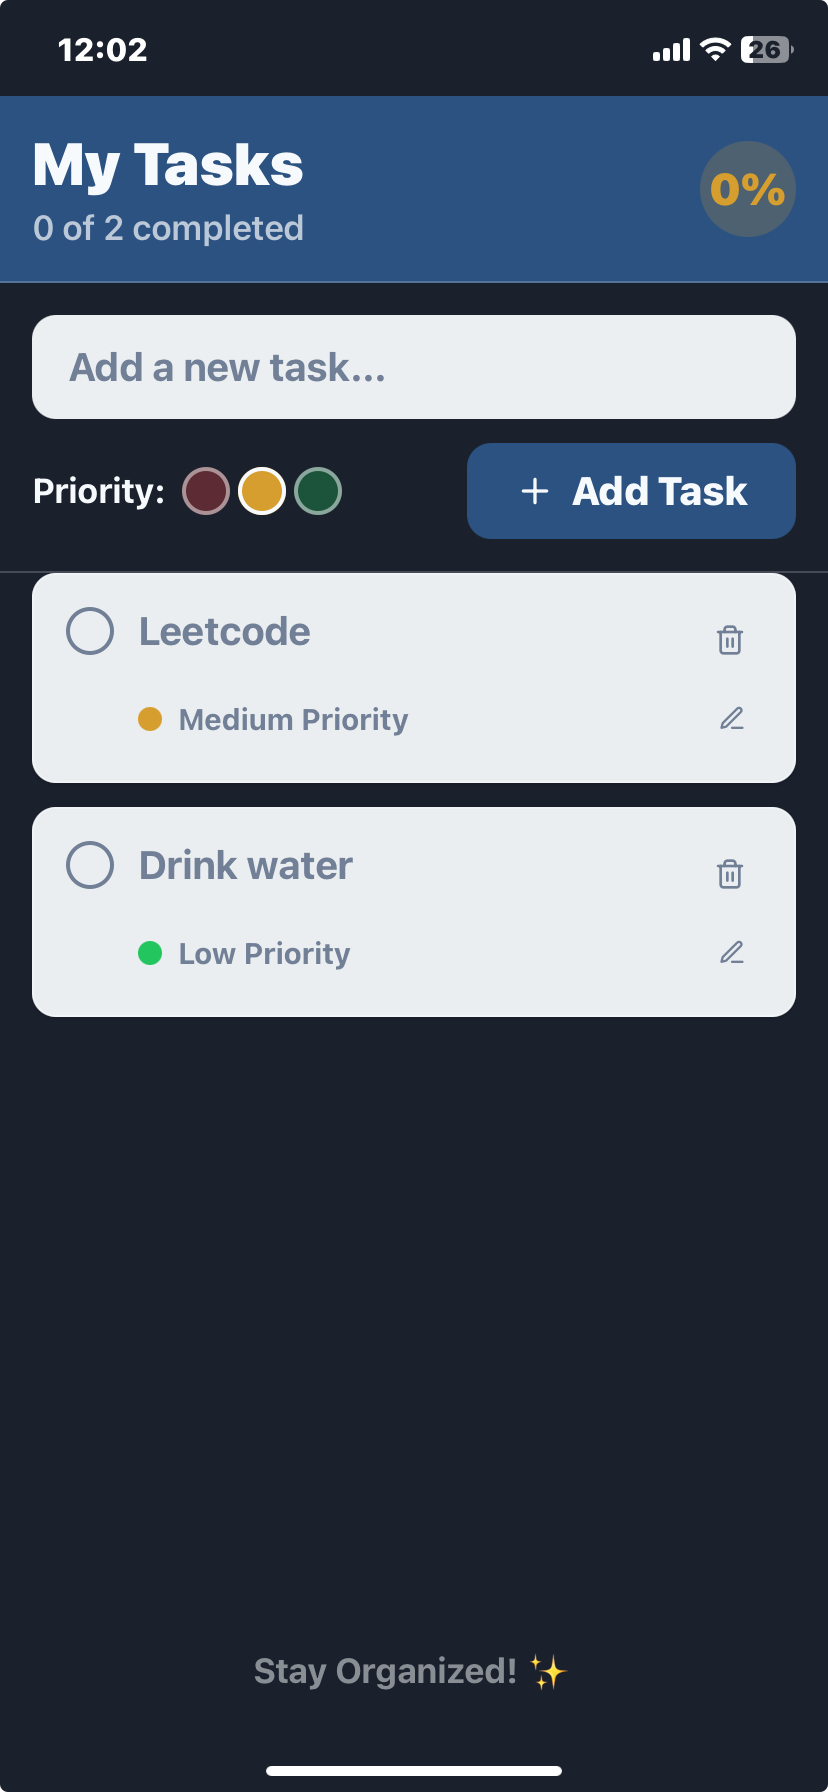 12:02
26
My Tasks
0 of 2 completed
0%
Add a new task...
Priority:
+ Add Task
Leetcode
Medium Priority
Drink water
Low Priority
Stay Organized! ✨